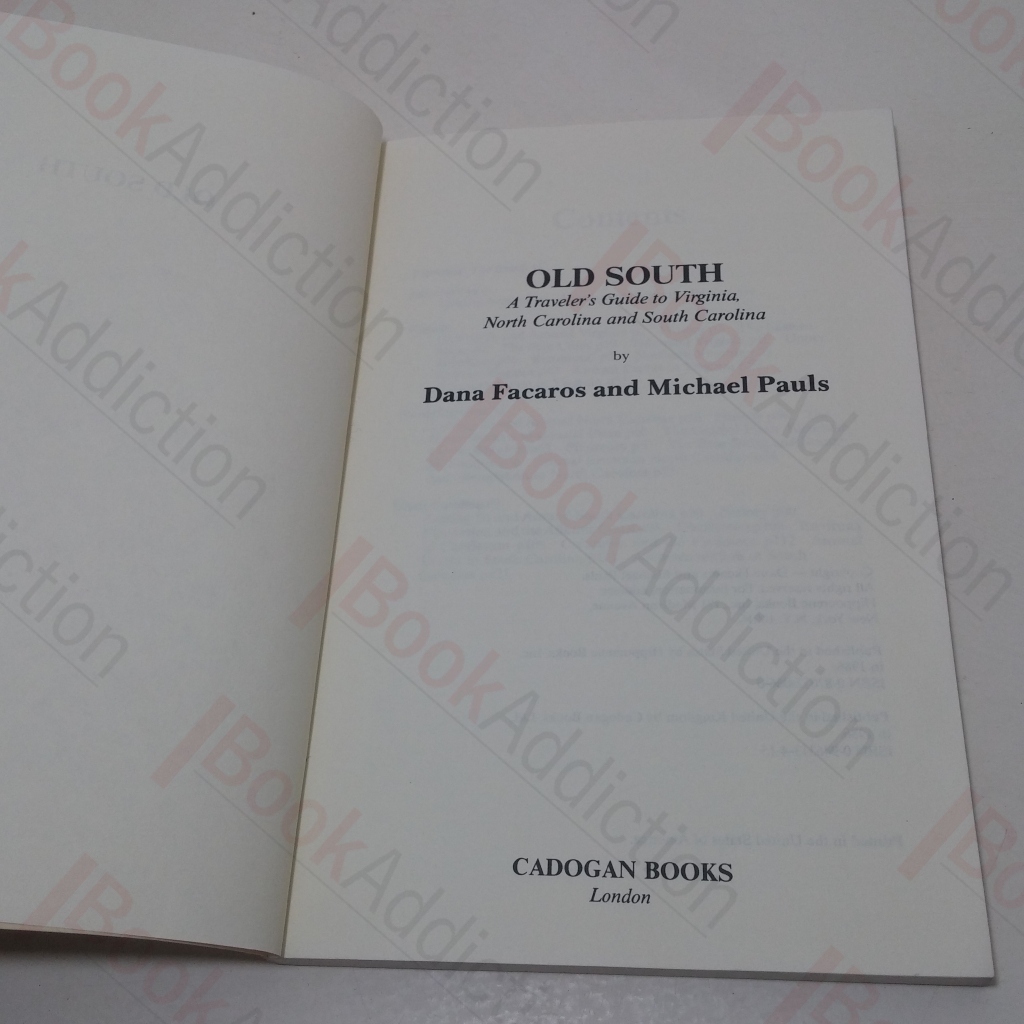 OLD SOUTH
A Traveler's Guide to Virginia,
North Carolina and South Carolina
by
Dana Facaros and Michael Pauls
CADOGAN BOOKS
London
BookAddiction